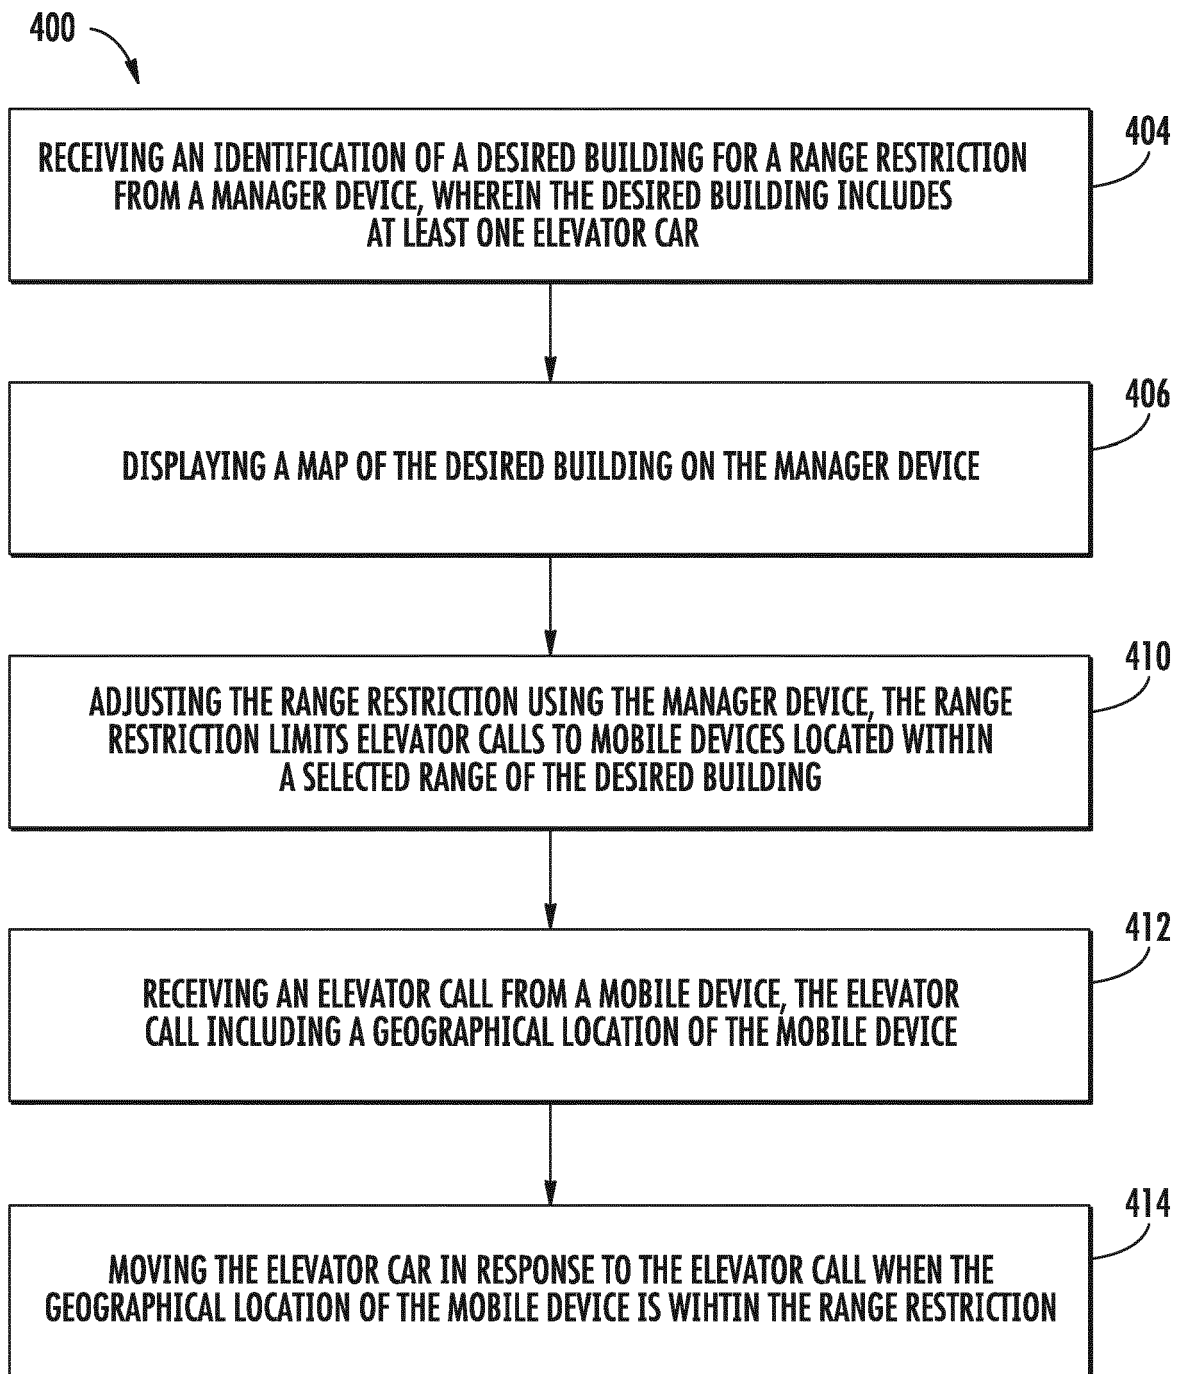 400
404
RECEIVING AN IDENTIFICATION OF A DESIRED BUILDING FOR A RANGE RESTRICTION
FROM A MANAGER DEVICE, WHEREIN THE DESIRED BUILDING INCLUDES
AT LEAST ONE ELEVATOR CAR
406
DISPLAYING A MAP OF THE DESIRED BUILDING ON THE MANAGER DEVICE
410
ADJUSTING THE RANGE RESTRICTION USING THE MANAGER DEVICE, THE RANGE
RESTRICTION LIMITS ELEVATOR CALLS TO MOBILE DEVICES LOCATED WITHIN
A SELECTED RANGE OF THE DESIRED BUILDING
412
RECEIVING AN ELEVATOR CALL FROM A MOBILE DEVICE, THE ELEVATOR
CALL INCLUDING A GEOGRAPHICAL LOCATION OF THE MOBILE DEVICE
414
MOVING THE ELEVATOR CAR IN RESPONSE TO THE ELEVATOR CALL WHEN THE
GEOGRAPHICAL LOCATION OF THE MOBILE DEVICE IS WIHTIN THE RANGE RESTRICTION